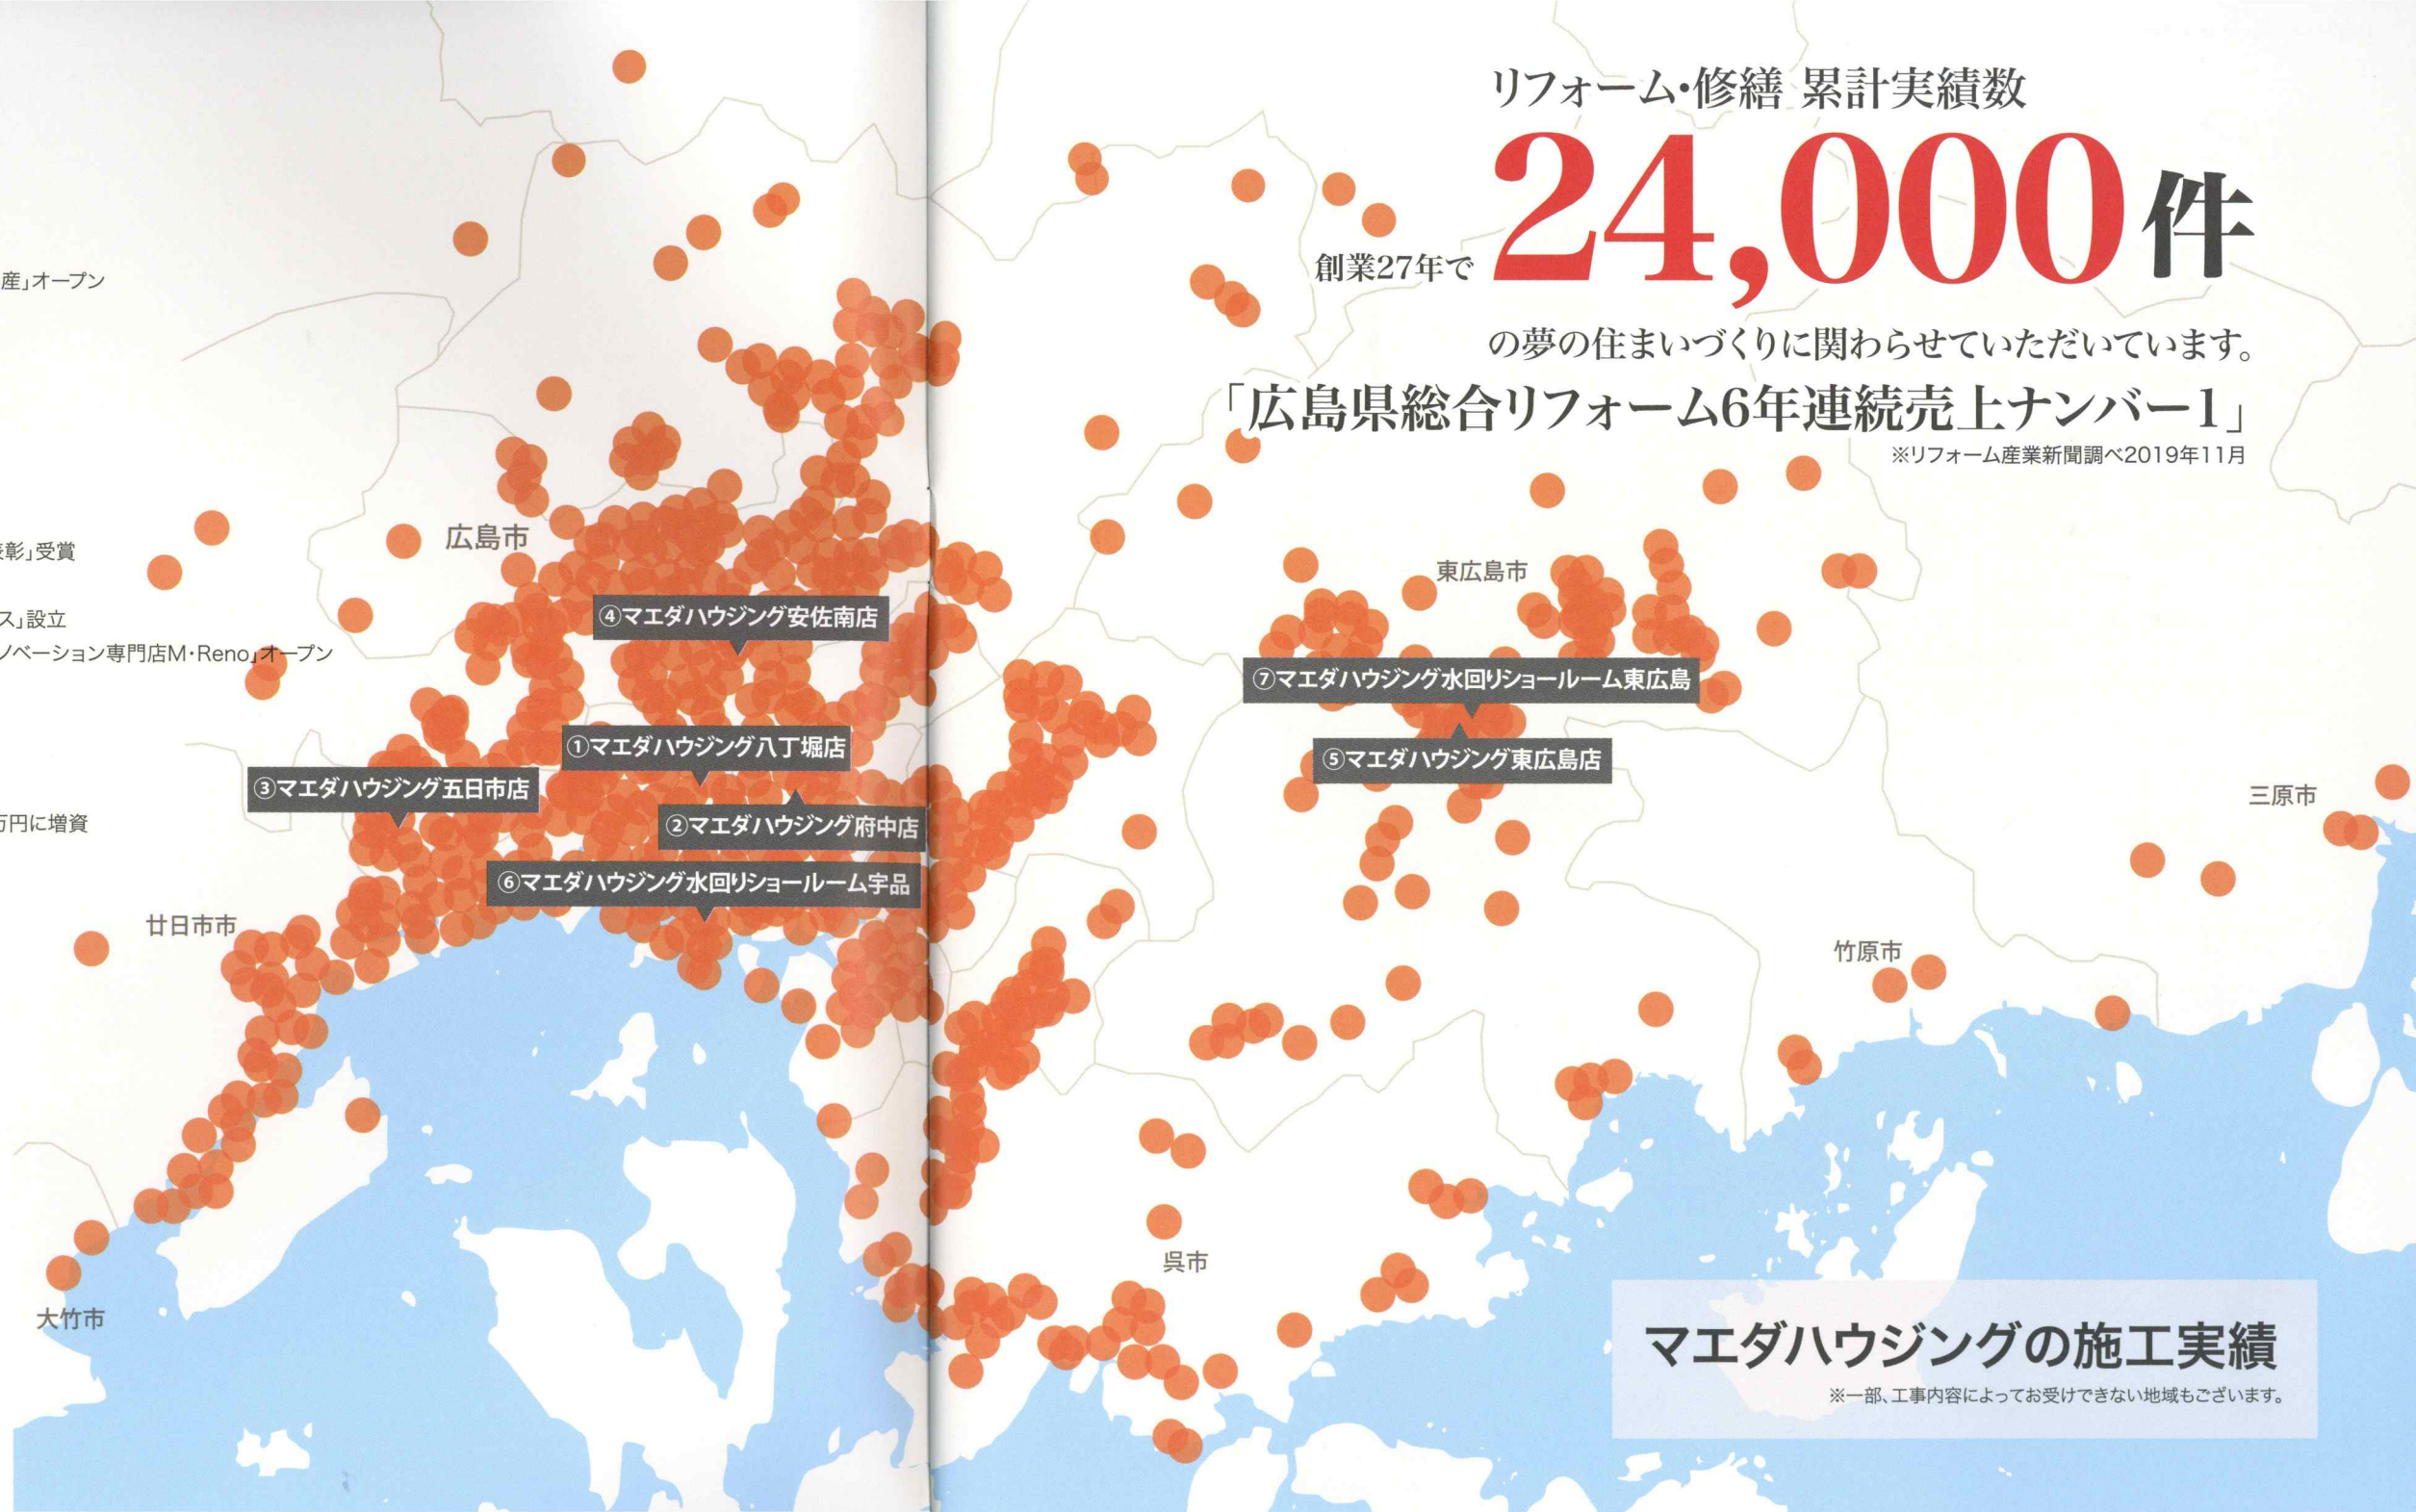 産」オープン
表彰」受賞
ス」設立
ノベーション専門店M・Reno」オープン
万円に増資
リフォーム・修繕 累計実績数
創業27年で 24,000件
の夢の住まいづくりに関わらせていただいています。
「広島県総合リフォーム6年連続売上ナンバー1」
※リフォーム産業新聞調べ2019年11月
広島市
東広島市
④マエダハウジング安佐南店
⑦マエダハウジング水回りショールーム東広島
①マエダハウジング八丁堀店
⑤マエダハウジング東広島店
③マエダハウジング五日市店
三原市
②マエダハウジング府中店
⑥マエダハウジング水回りショールーム宇品
廿日市市
竹原市
呉市
大竹市
マエダハウジングの施工実績
※一部、工事内容によってお受けできない地域もございます。